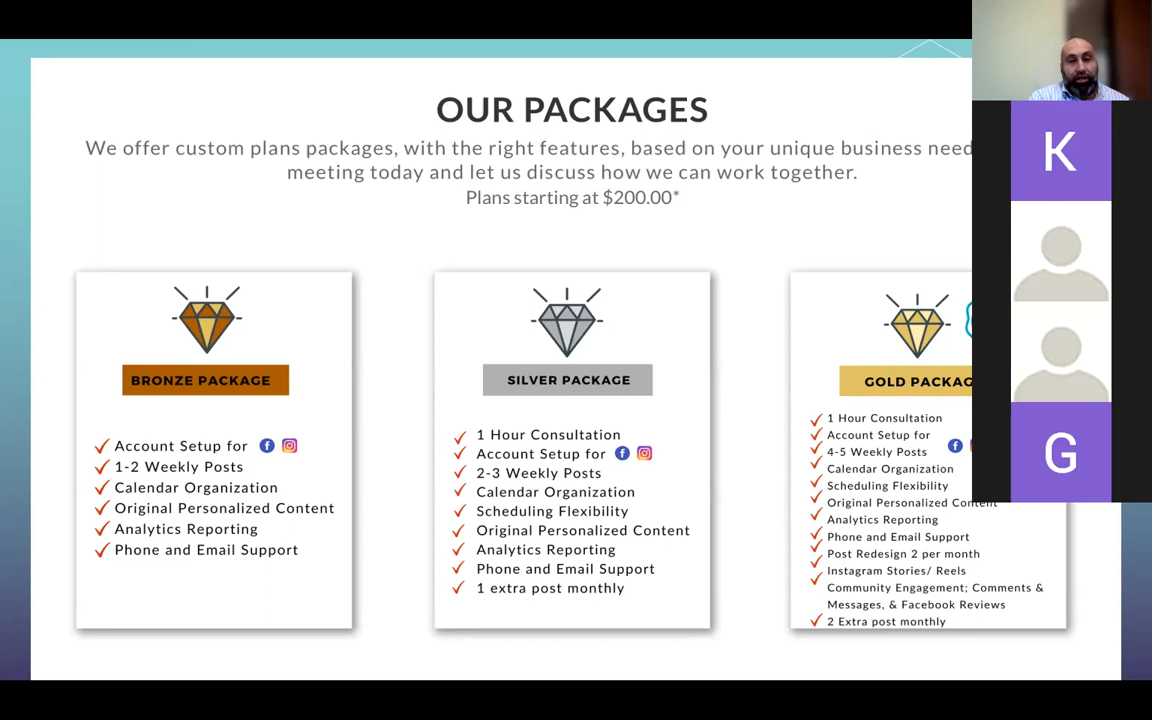 OUR PACKAGES
We offer custom plans packages, with the right features, based on your unique business need
meeting today and let us discuss how we can work together.
Plans starting at $200.00*
BRONZE PACKAGE
Account Setup for
1-2 Weekly Posts
Calendar Organization
Original Personalized Content
Analytics Reporting
Phone and Email Support
SILVER PACKAGE
1 Hour Consultation
Account Setup for
2-3 Weekly Posts
Calendar Organization
Scheduling Flexibility
Original Personalized Content
Analytics Reporting
Phone and Email Support
1 extra post monthly
GOLD PACKAG
1 Hour Consultation
Account Setup for
4-5 Weekly Posts
Calendar Organization
Scheduling Flexibility
Original Personalized Content
Analytics Reporting
Phone and Email Support
Post Redesign 2 per month
Instagram Stories/ Reels
Community Engagement; Comments &
Messages, & Facebook Reviews
2 Extra post monthly
K
G